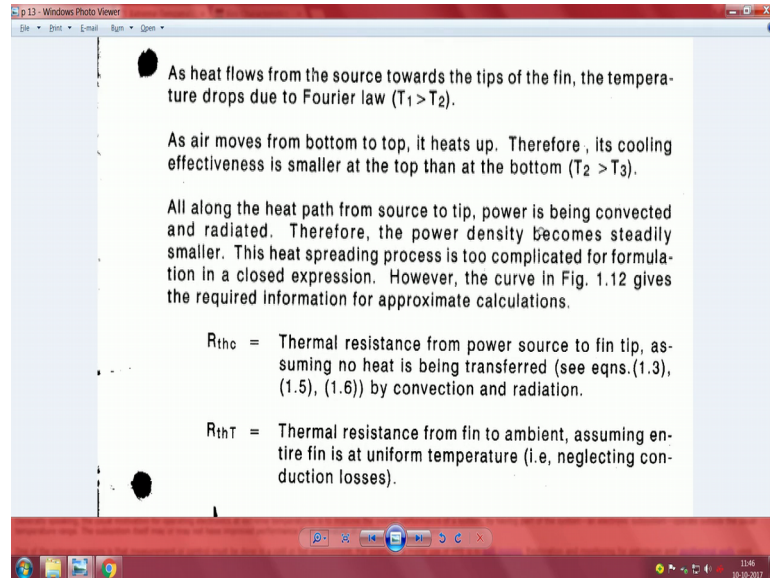 p 13 - Windows Photo Viewer
File Print E-mail Burn Open
As heat flows from the source towards the tips of the fin, the tempera-
ture drops due to Fourier law (T1 > T2).
As air moves from bottom to top, it heats up. Therefore, its cooling
effectiveness is smaller at the top than at the bottom (T2 > T3).
All along the heat path from source to tip, power is being convected
and radiated. Therefore, the power density becomes steadily
smaller. This heat spreading process is too complicated for formula-
tion in a closed expression. However, the curve in Fig. 1.12 gives
the required information for approximate calculations.
Rthc = Thermal resistance from power source to fin tip, as-
suming no heat is being transferred (see eqns.(1.3),
(1.5), (1.6)) by convection and radiation.
RthT = Thermal resistance from fin to ambient, assuming en-
tire fin is at uniform temperature (i.e, neglecting con-
duction losses).
11:46
10-10-2017